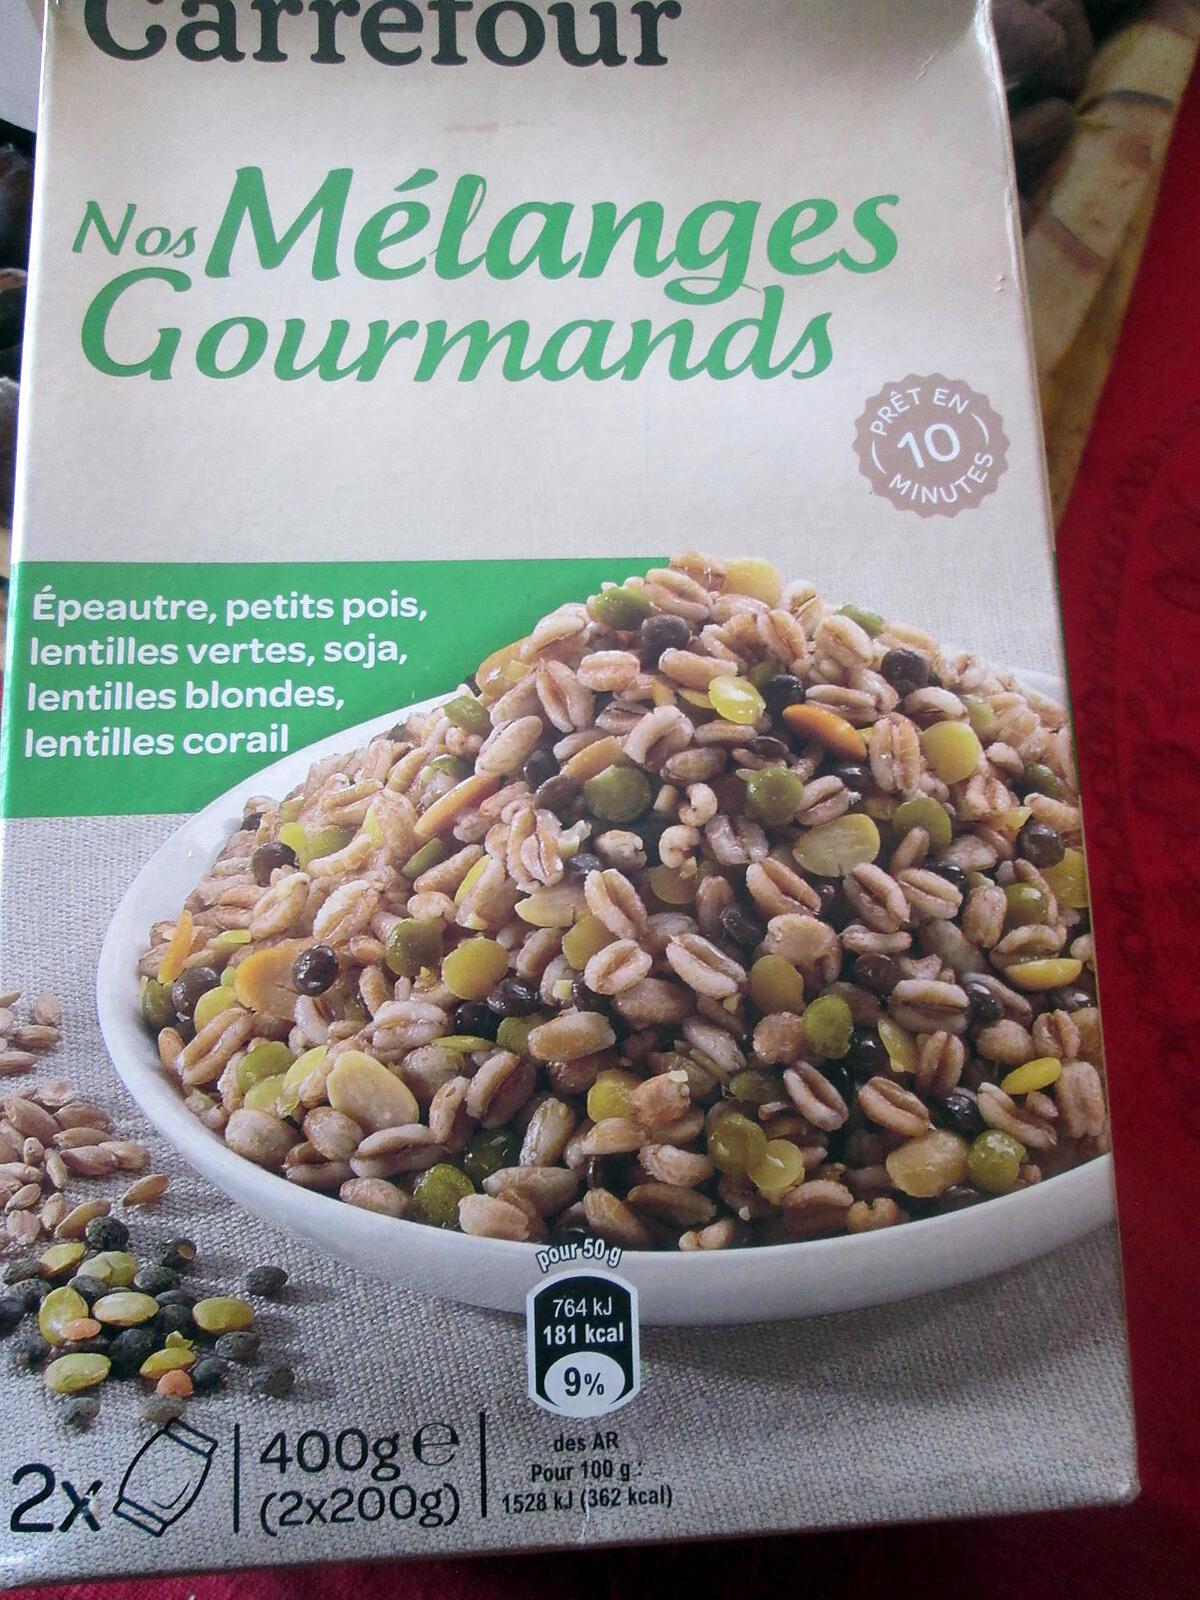 Carrefour
Nos Mélanges
Gourmands
PRÊT EN
10
MINUTES
Épeautre, petits pois,
lentilles vertes, soja,
lentilles blondes,
lentilles corail
pour 50 g
764 kJ
181 kcal
9%
des AR
Pour 100 g :
1528 kJ (362 kcal)
2x
400g e
(2x200g)